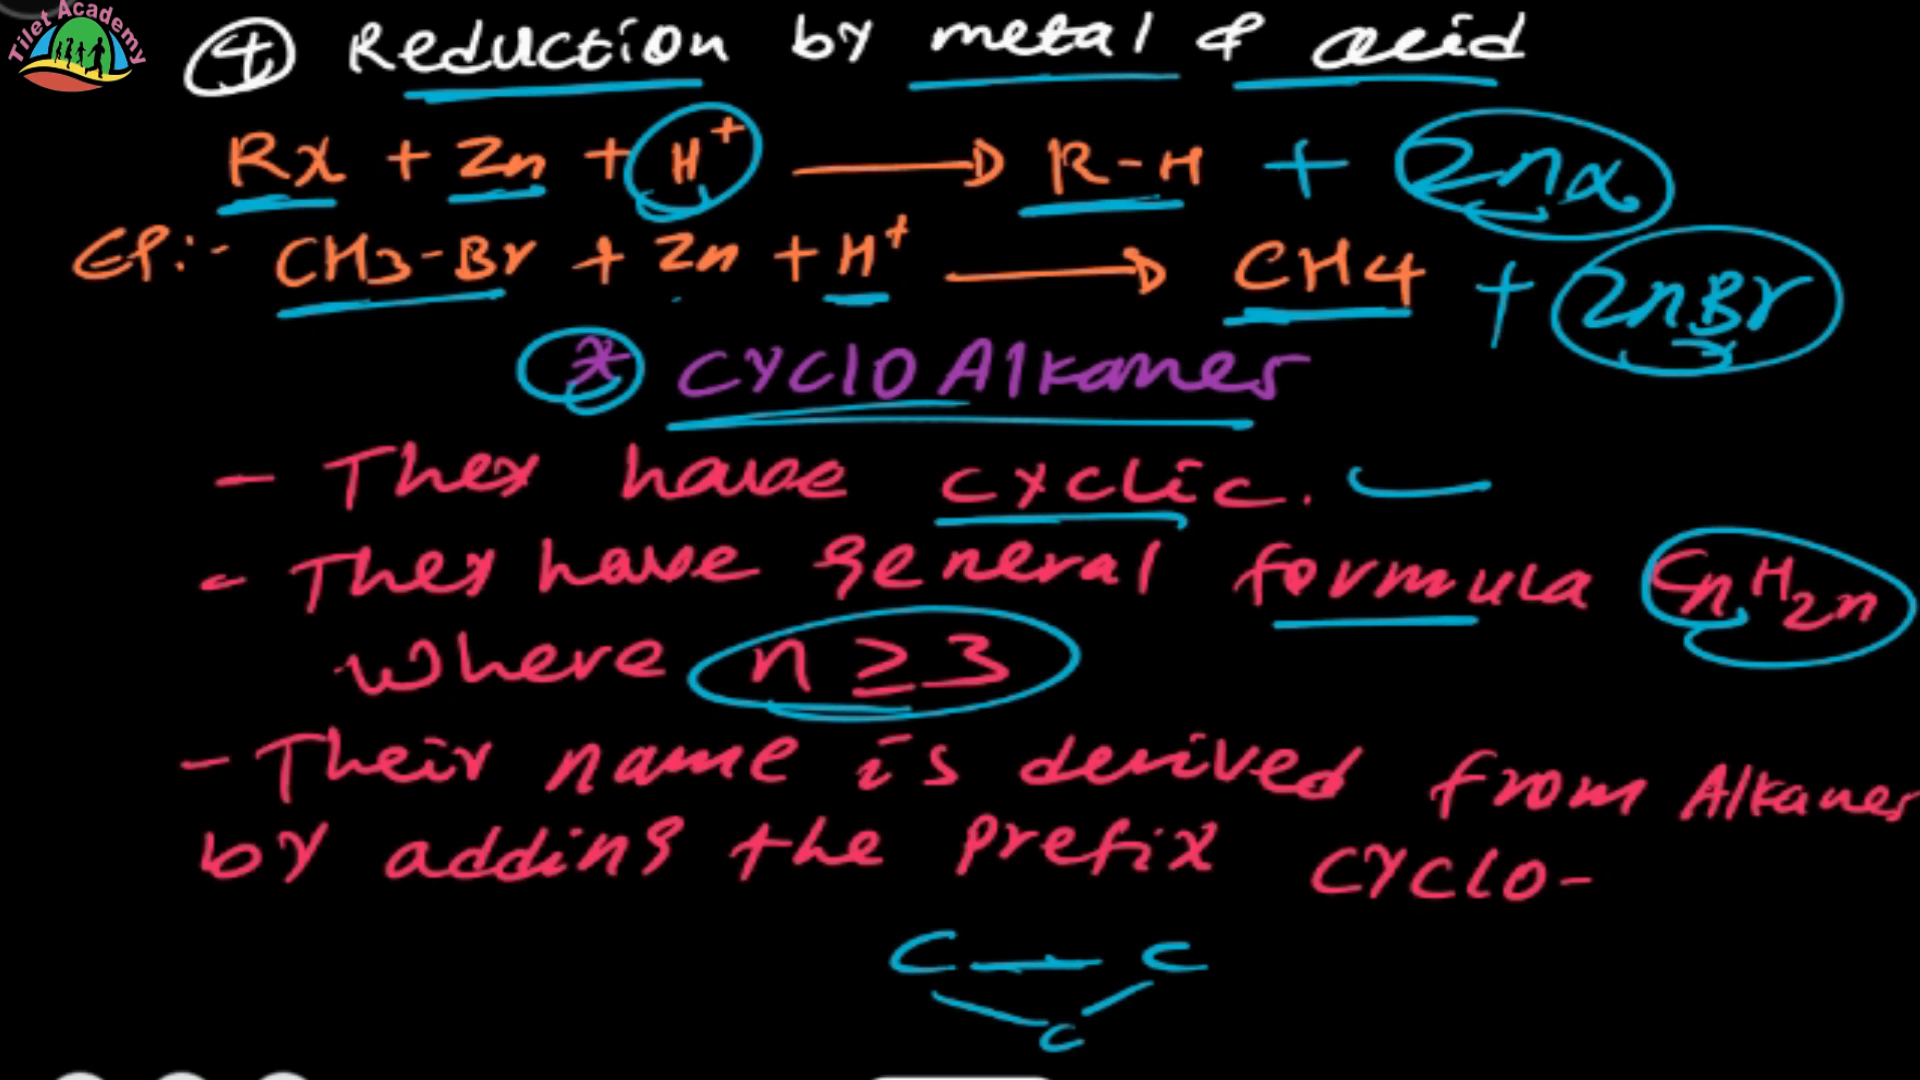 Tilet Academy
④ Reduction by metal & acid
Rx + Zn + H⁺ → R-H + Znx
EP:- CH3-Br + Zn + H⁺ → CH4 + ZnBr
* Cyclo Alkanes
- They have cyclic.
- They have general formula CnH2n
where n ≥ 3
- Their name is derived from Alkanes
by adding the prefix cyclo-
C — C
C